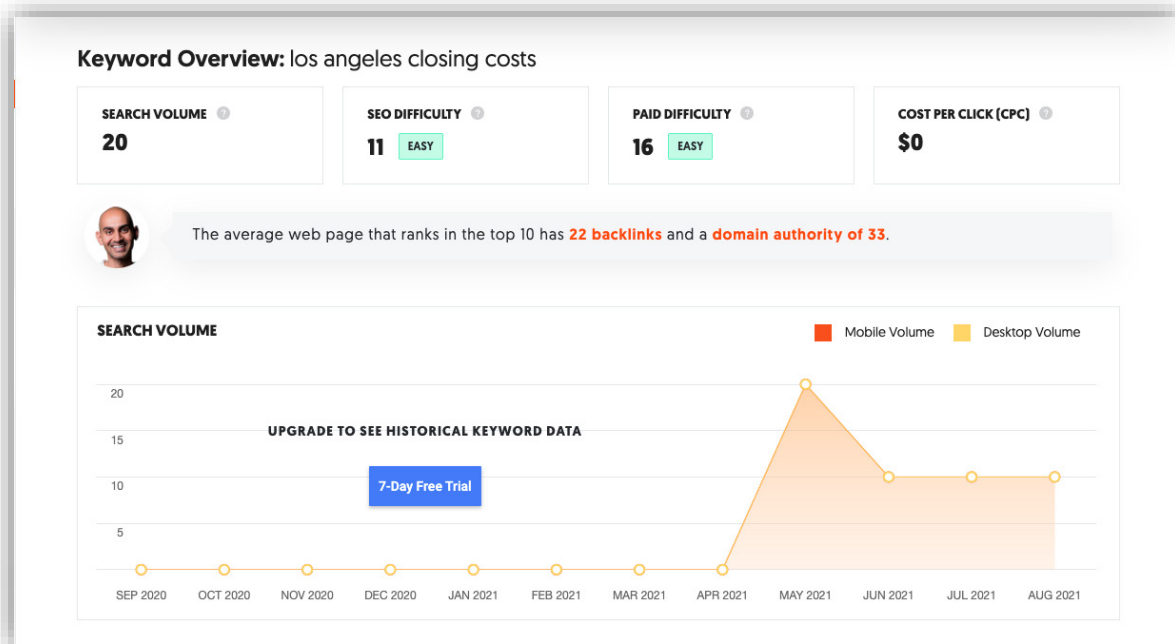 Keyword Overview: los angeles closing costs
SEARCH VOLUME ?
20
SEO DIFFICULTY ?
11 EASY
PAID DIFFICULTY ?
16 EASY
COST PER CLICK (CPC) ?
$0
The average web page that ranks in the top 10 has 22 backlinks and a domain authority of 33.
SEARCH VOLUME
Mobile Volume Desktop Volume
20
15
10
5
UPGRADE TO SEE HISTORICAL KEYWORD DATA
7-Day Free Trial
SEP 2020 OCT 2020 NOV 2020 DEC 2020 JAN 2021 FEB 2021 MAR 2021 APR 2021 MAY 2021 JUN 2021 JUL 2021 AUG 2021